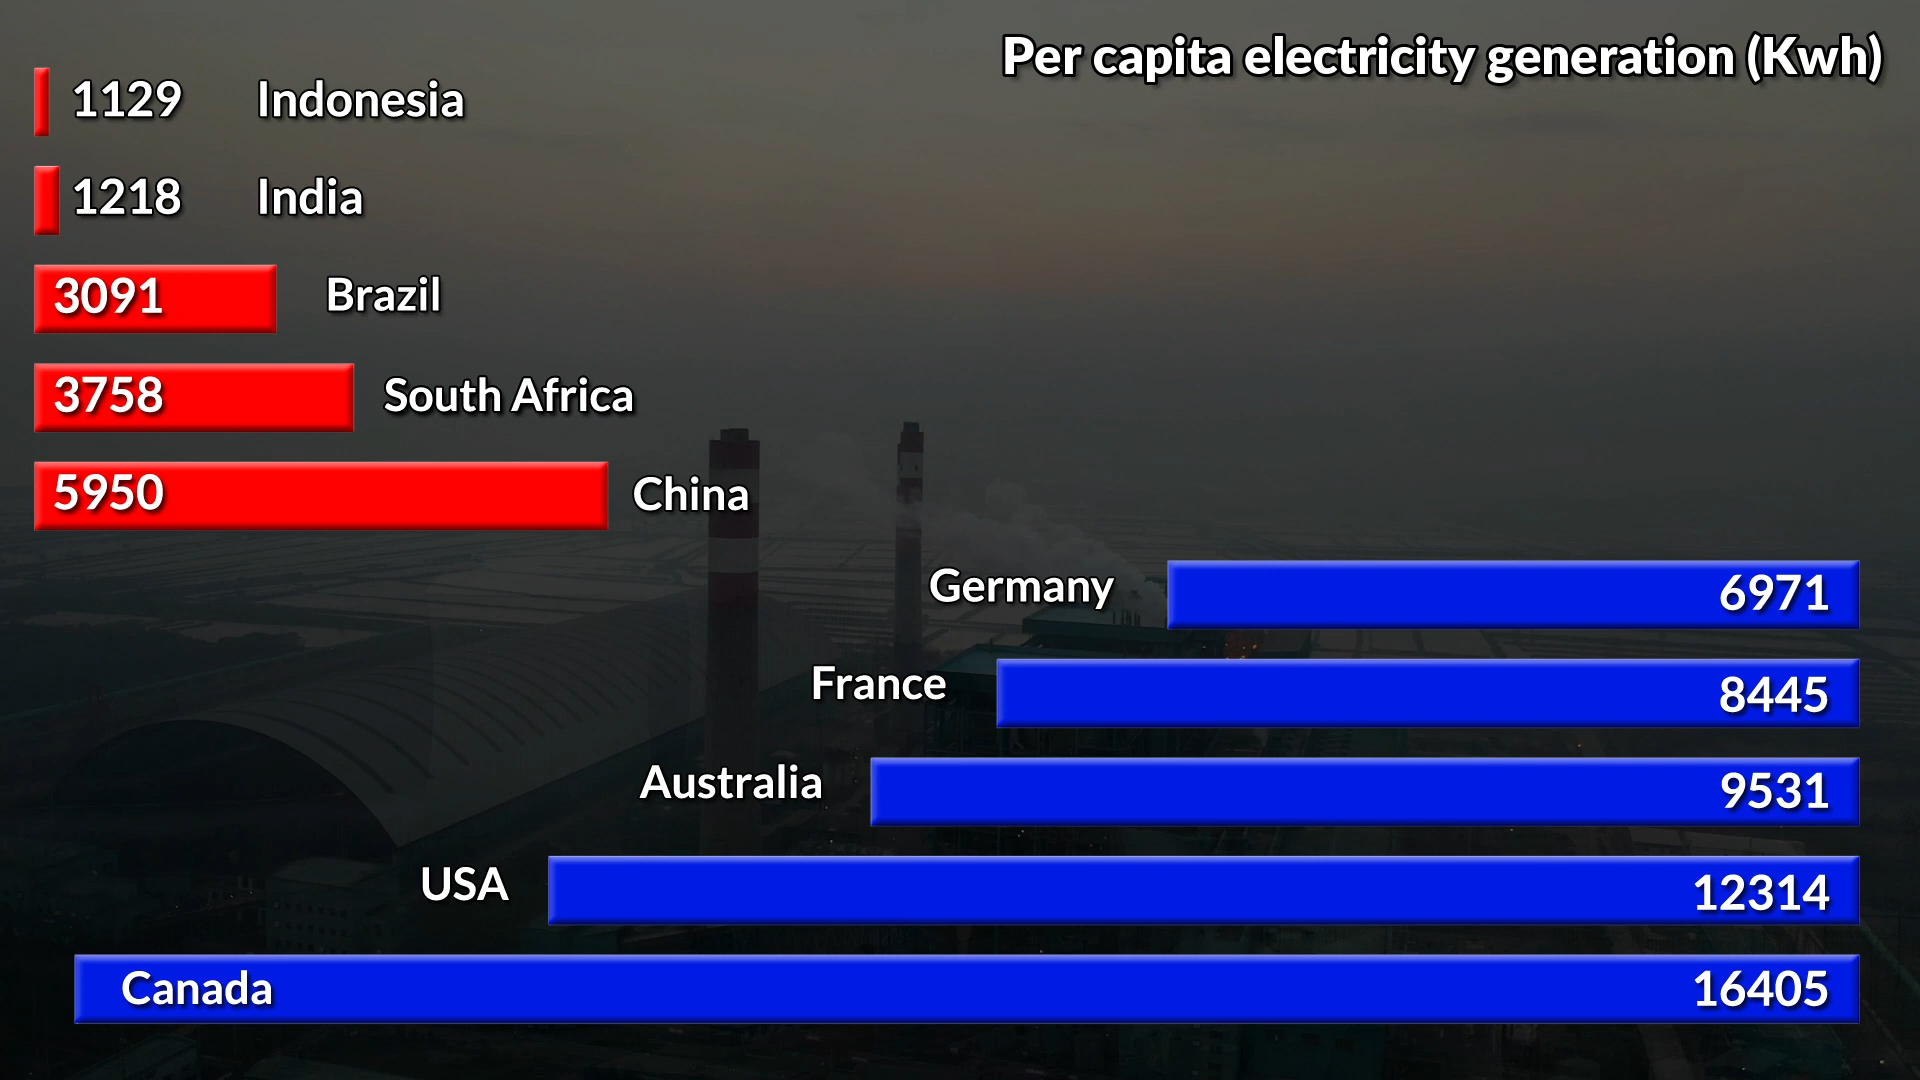 Per capita electricity generation (Kwh)
1129 Indonesia
1218 India
3091 Brazil
3758 South Africa
5950 China
Germany 6971
France 8445
Australia 9531
USA 12314
Canada 16405